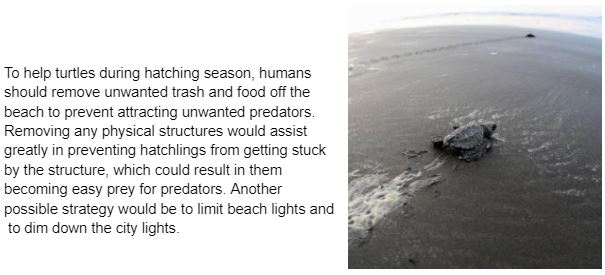 To help turtles during hatching season, humans
should remove unwanted trash and food off the
beach to prevent attracting unwanted predators.
Removing any physical structures would assist
greatly in preventing hatchlings from getting stuck
by the structure, which could result in them
becoming easy prey for predators. Another
possible strategy would be to limit beach lights and
to dim down the city lights.